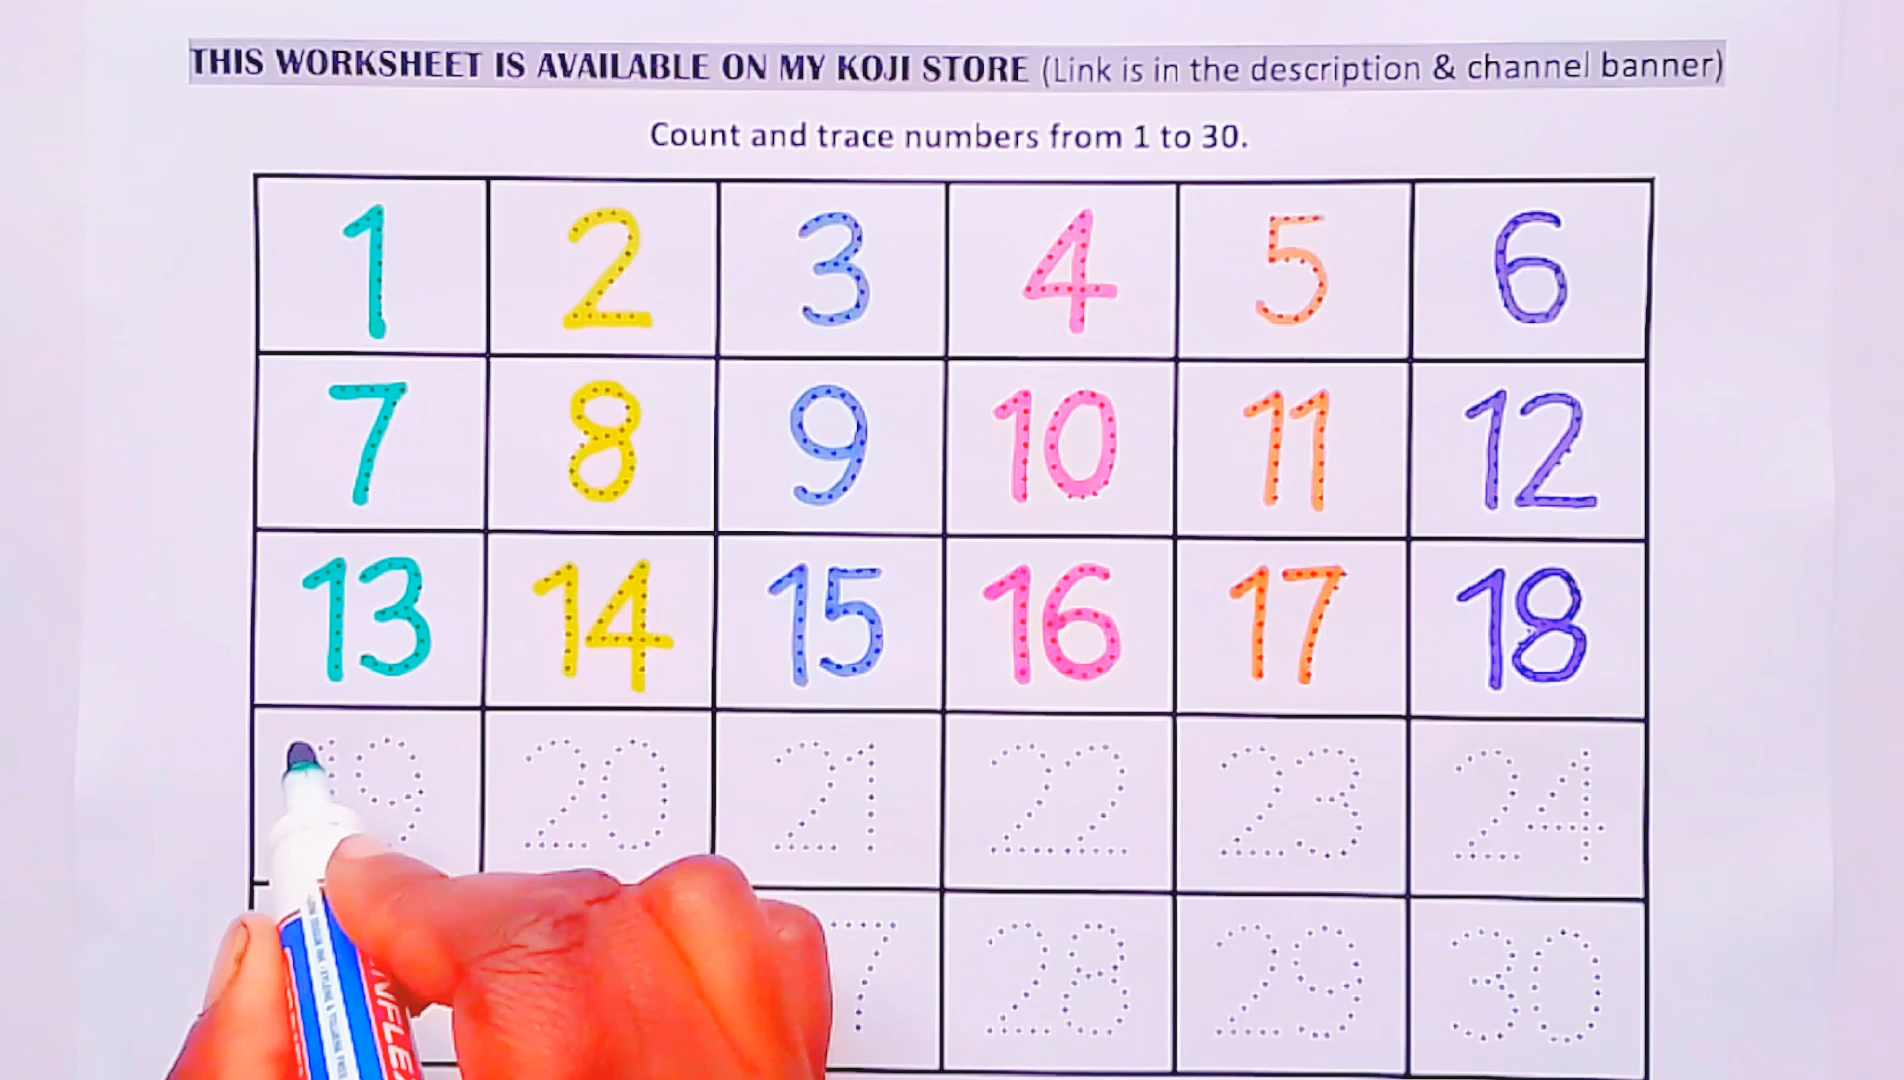 THIS WORKSHEET IS AVAILABLE ON MY KOJI STORE (Link is in the description & channel banner)
Count and trace numbers from 1 to 30.
1 2 3 4 5 6
7 8 9 10 11 12
13 14 15 16 17 18
19 20 21 22 23 24
7 28 29 30